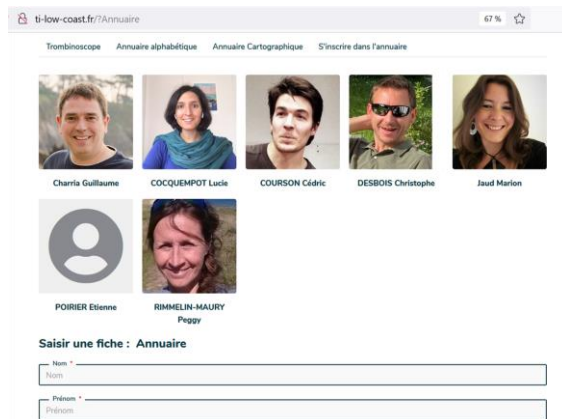 ti-low-coast.fr/?Annuaire 67 %
Trombinoscope Annuaire alphabétique Annuaire Cartographique S'inscrire dans l'annuaire
Charria Guillaume COCQUEMPOT Lucie COURSON Cédric DESBOIS Christophe Jaud Marion
POIRIER Etienne RIMMELIN-MAURY
Peggy
Saisir une fiche : Annuaire
Nom *
Nom
Prénom *
Prénom